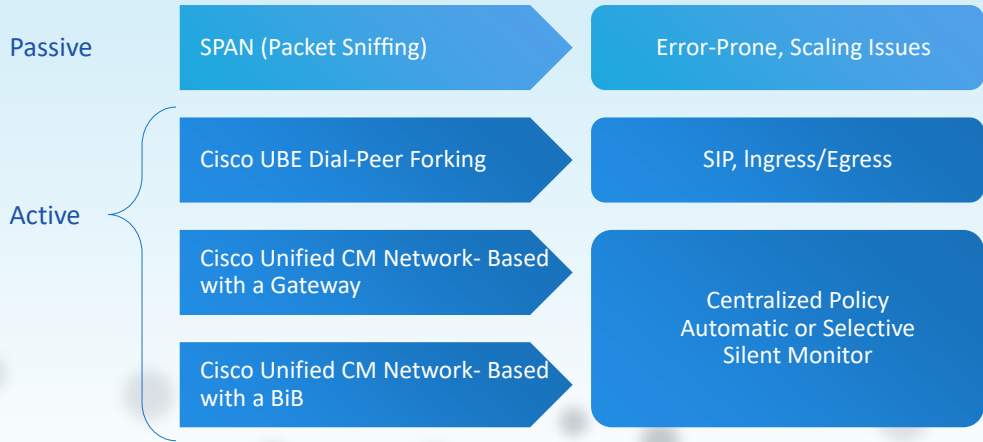 Passive
SPAN (Packet Sniffing)
Error-Prone, Scaling Issues
Cisco UBE Dial-Peer Forking
SIP, Ingress/Egress
Active
Cisco Unified CM Network- Based
with a Gateway
Centralized Policy
Automatic or Selective
Silent Monitor
Cisco Unified CM Network- Based
with a BiB